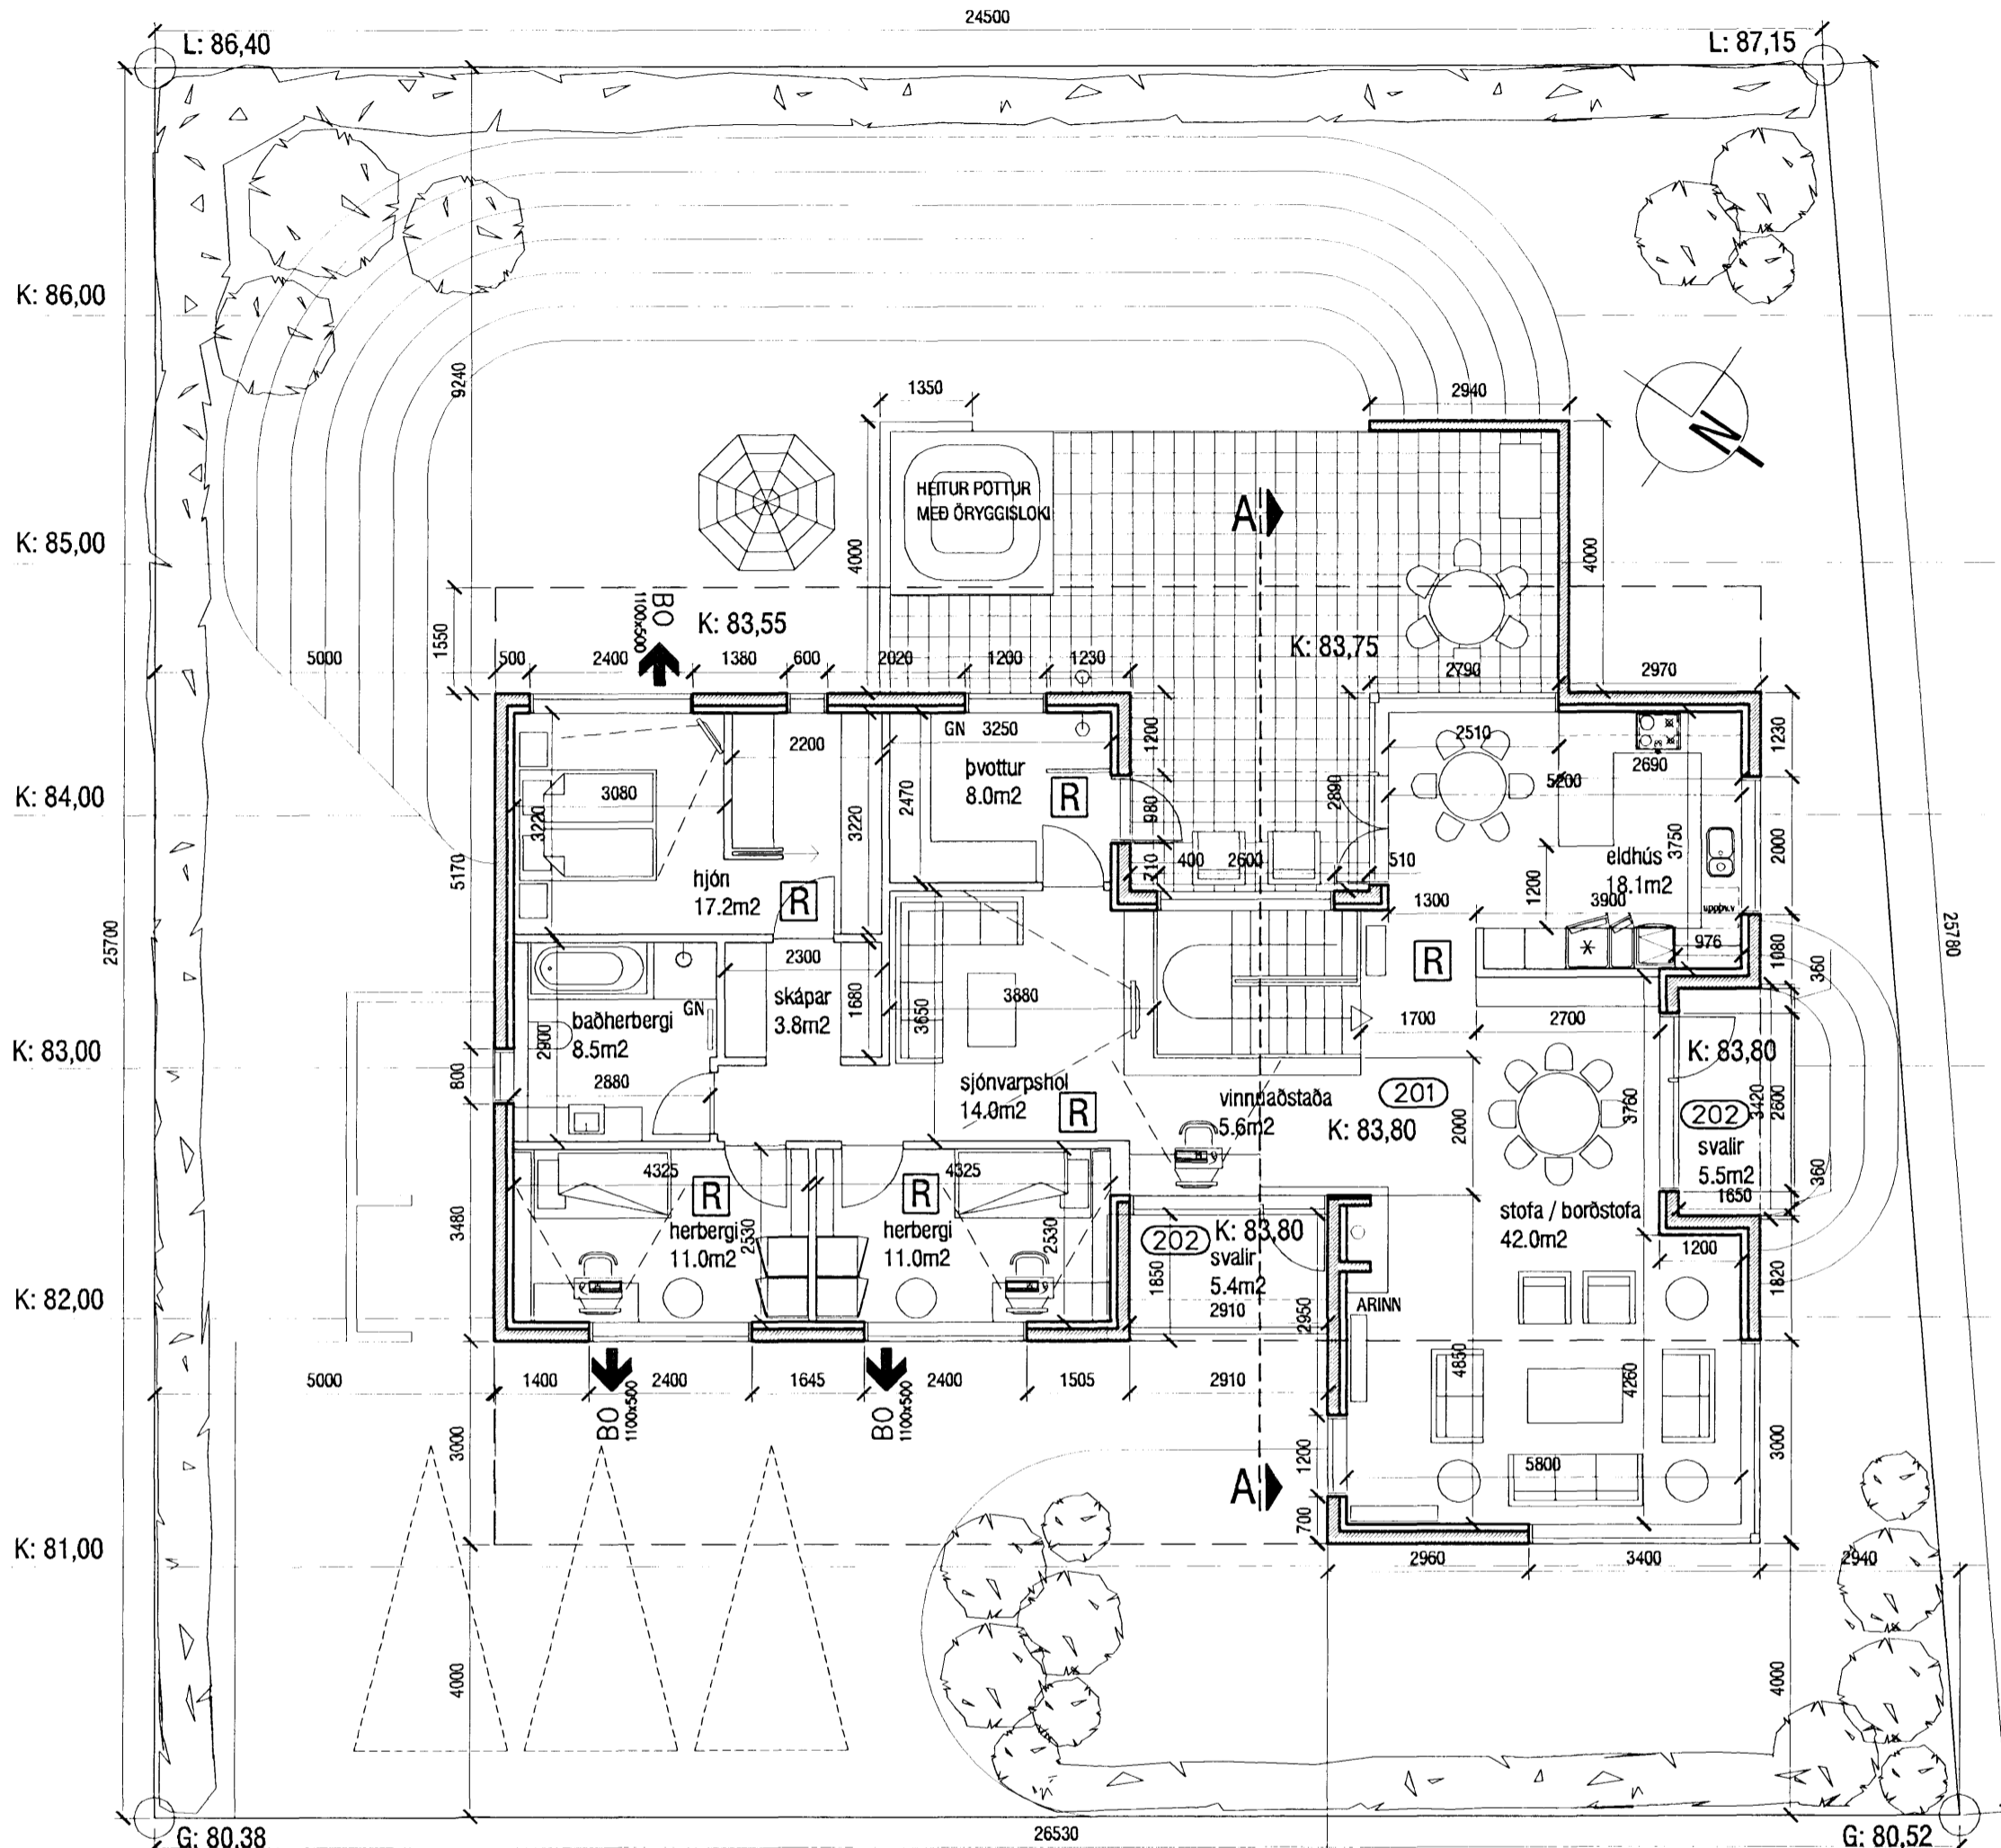 24500
L: 86,40
L: 87,15
K: 86,00
9240
1350
2940
N
HEITUR POTTUR
MEÐ ÖRYGGISLOKI
A
K: 85,00
4000
4000
1550
BO
1100x500
K: 83,55
K: 83,75
5000
500
2400
1380
600
2020
1200
1230
2790
2970
GN
3250
2200
1200
2510
1230
þvottur
8.0m2
R
2690
5200
3080
3220
3220
2470
980
2890
K: 84,00
3750
2000
5170
hjón
17.2m2
R
710
400
2600
510
eldhús
18.1m2
1200
1300
3900
uppþv.v
25700
25780
2300
R
976
1080
360
skápar
3.8m2
1680
3650
3880
GN
baðherbergi
8.5m2
2900
1700
2700
K: 83,00
K: 83,80
800
2880
sjónvarpshol
14.0m2
R
vinnuaðstaða
5.6m2
201
K: 83,80
2000
3760
202
3420
2600
svalir
5.5m2
360
1650
4325
4325
R
R
3480
herbergi
11.0m2
2530
herbergi
11.0m2
2530
202
K: 83,80
svalir
5.4m2
1850
2910
2950
stofa / borðstofa
42.0m2
1200
1820
ARINN
K: 82,00
5000
1400
2400
1645
2400
1505
2910
4850
4260
BO
1100x500
BO
1100x500
3000
1200
3000
A
5800
700
K: 81,00
2960
3400
2940
4000
4000
G: 80,38
26530
G: 80,52